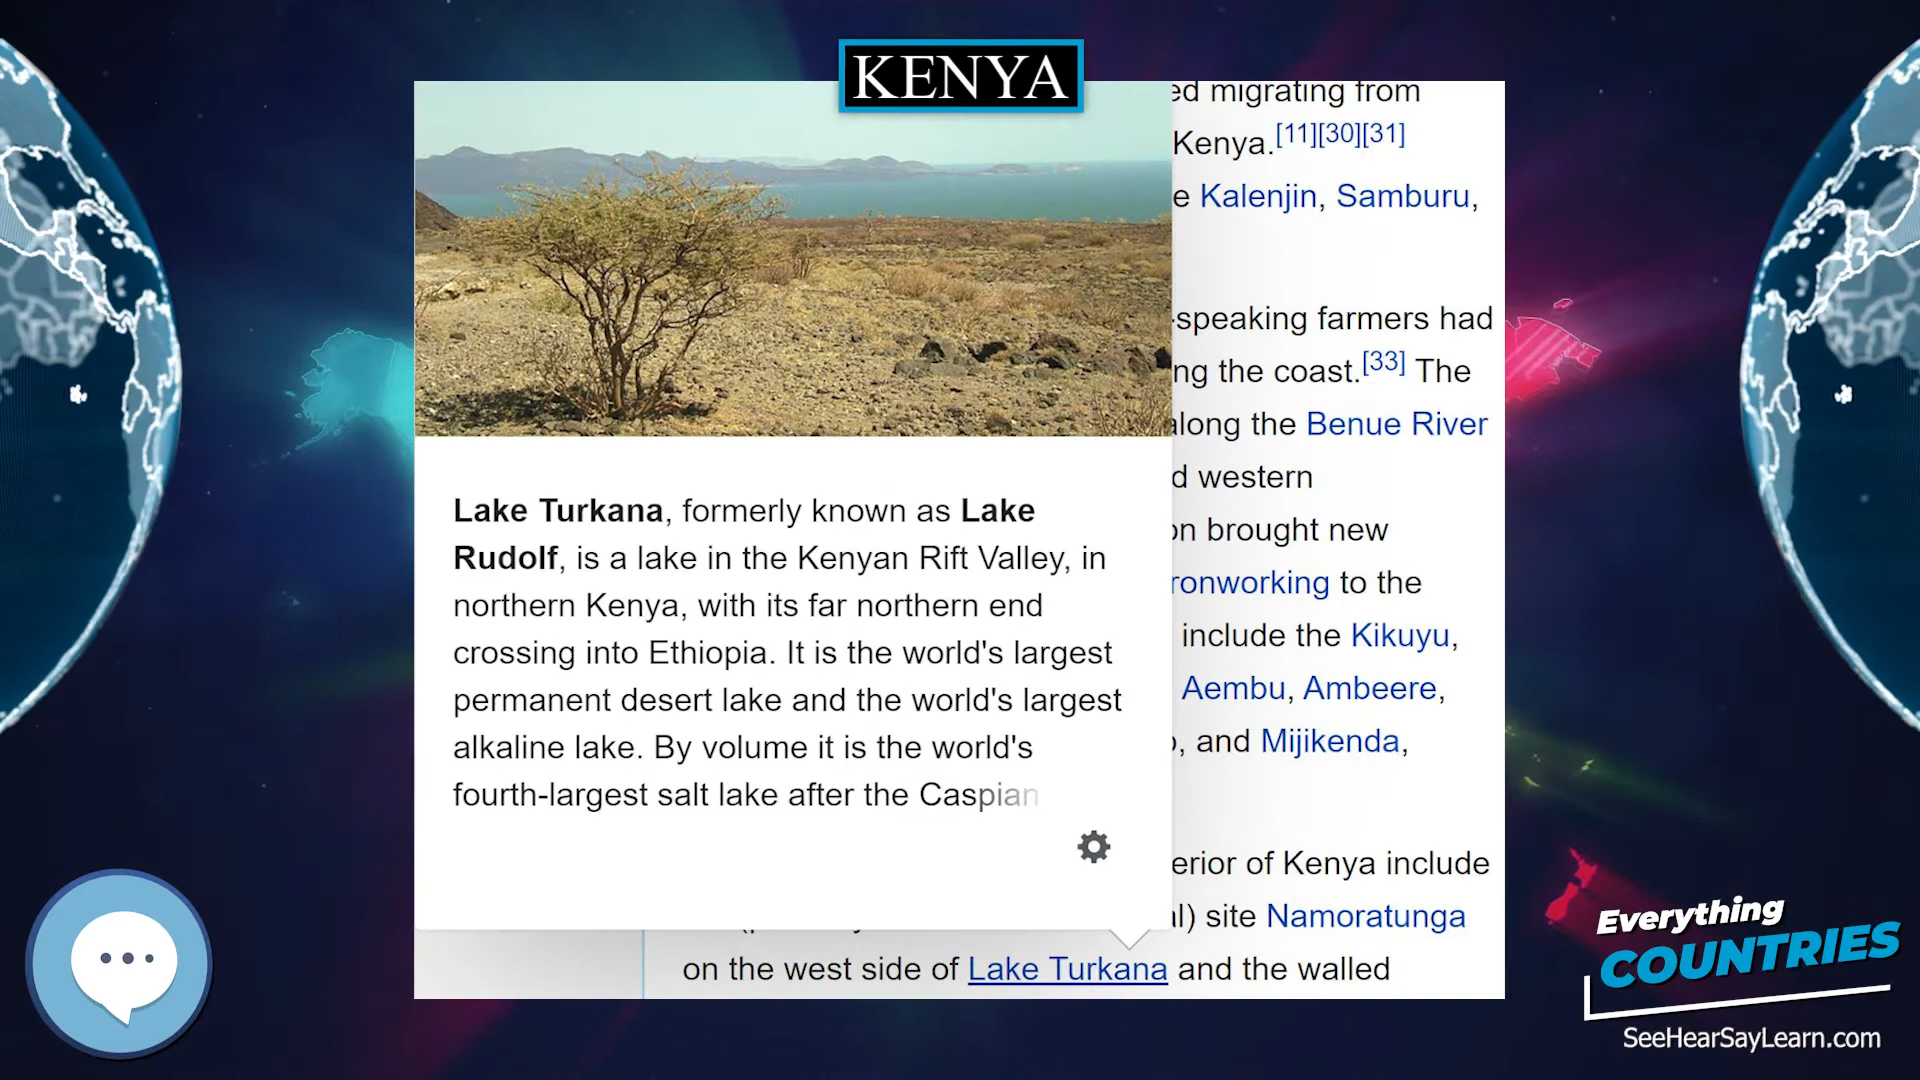 KENYA
ed migrating from
Kenya.[11][30][31]
e Kalenjin, Samburu,
-speaking farmers had
ng the coast.[33] The
along the Benue River
d western
on brought new
ronworking to the
include the Kikuyu,
Aembu, Ambeere,
, and Mijikenda,
erior of Kenya include
al) site Namoratunga
on the west side of Lake Turkana and the walled
Lake Turkana, formerly known as Lake
Rudolf, is a lake in the Kenyan Rift Valley, in
northern Kenya, with its far northern end
crossing into Ethiopia. It is the world's largest
permanent desert lake and the world's largest
alkaline lake. By volume it is the world's
fourth-largest salt lake after the Caspian
Everything
COUNTRIES
SeeHearSayLearn.com